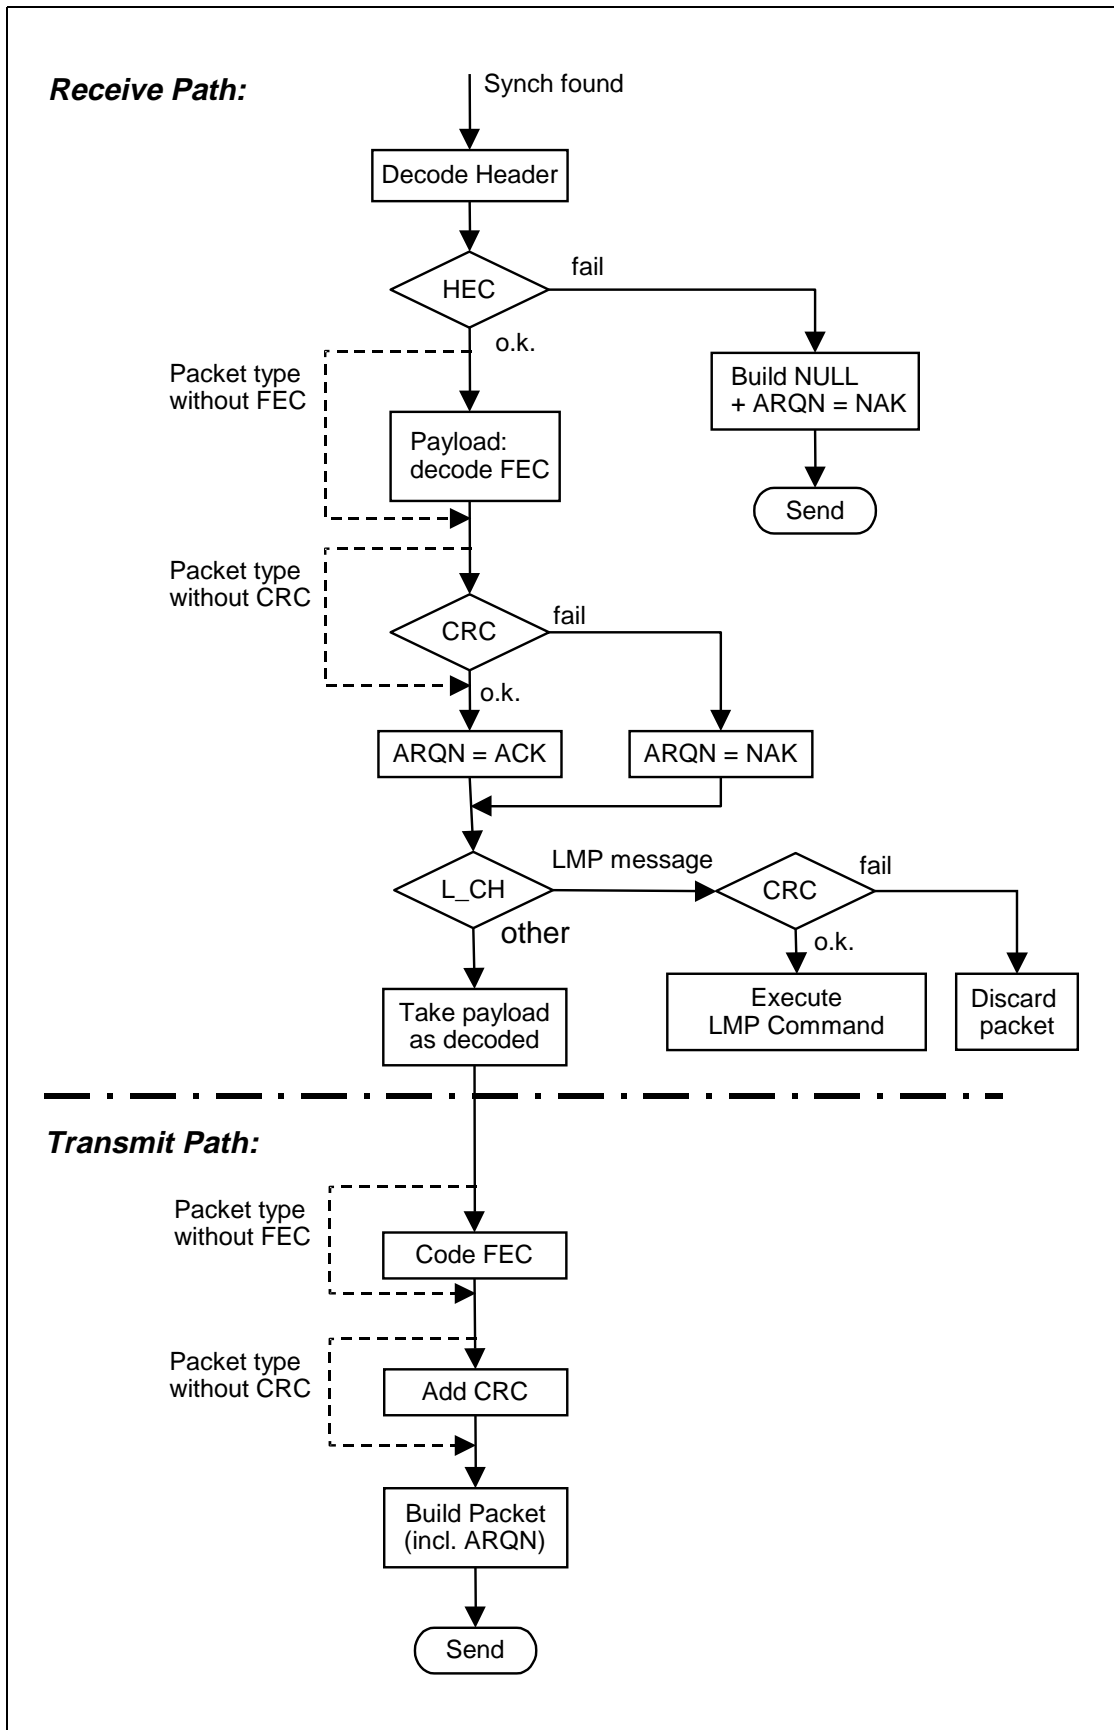 Receive Path:
Synch found
Decode Header
HEC
fail
o.k.
Packet type
without FEC
Build NULL
+ ARQN = NAK
Payload:
decode FEC
Send
Packet type
without CRC
CRC
fail
o.k.
ARQN = ACK
ARQN = NAK
L_CH
LMP message
CRC
fail
other
o.k.
Take payload
as decoded
Execute
LMP Command
Discard
packet
Transmit Path:
Packet type
without FEC
Code FEC
Packet type
without CRC
Add CRC
Build Packet
(incl. ARQN)
Send